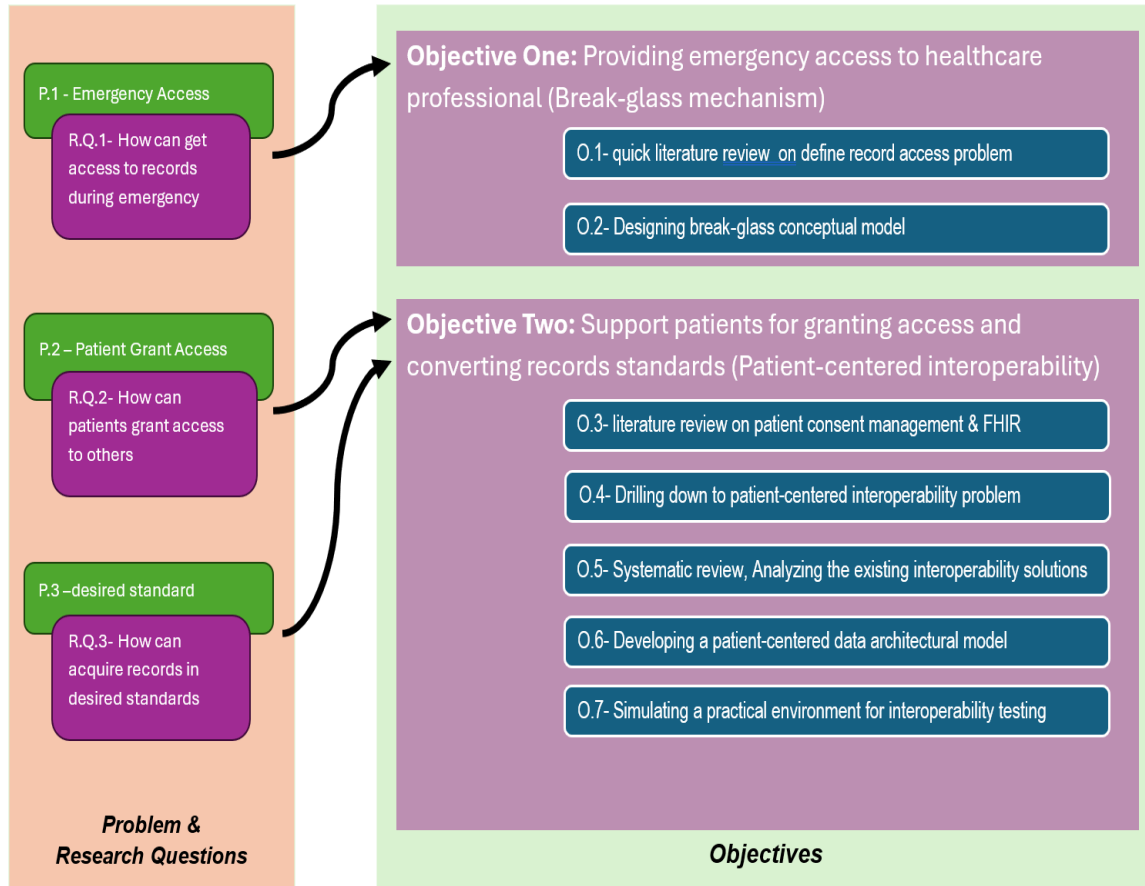 P.1 - Emergency Access
R.Q.1- How can get
access to records
during emergency
P.2 – Patient Grant Access
R.Q.2- How can
patients grant access
to others
P.3 –desired standard
R.Q.3- How can
acquire records in
desired standards
Problem &
Research Questions
Objective One: Providing emergency access to healthcare
professional (Break-glass mechanism)
O.1- quick literature review on define record access problem
O.2- Designing break-glass conceptual model
Objective Two: Support patients for granting access and
converting records standards (Patient-centered interoperability)
O.3- literature review on patient consent management & FHIR
O.4- Drilling down to patient-centered interoperability problem
O.5- Systematic review, Analyzing the existing interoperability solutions
O.6- Developing a patient-centered data architectural model
O.7- Simulating a practical environment for interoperability testing
Objectives